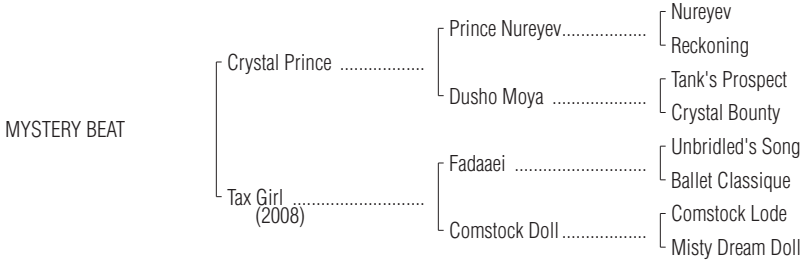 Nureyev
Prince Nureyev..................
Reckoning
Crystal Prince ..................
Tank's Prospect
Dusho Moya ....................
Crystal Bounty
MYSTERY BEAT
Unbridled's Song
Fadaaei ............................
Ballet Classique
Tax Girl ............................
(2008)
Comstock Lode
Comstock Doll..................
Misty Dream Doll